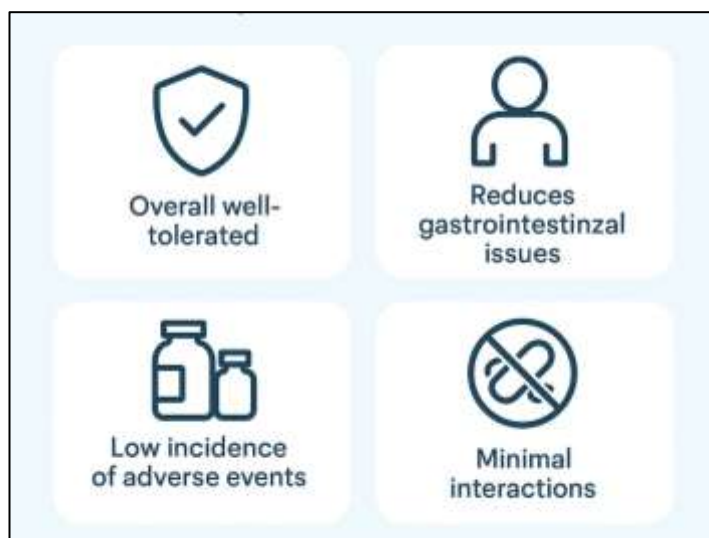 Overall well-
tolerated
Reduces
gastrointestinzal
issues
Low incidence
of adverse events
Minimal
interactions